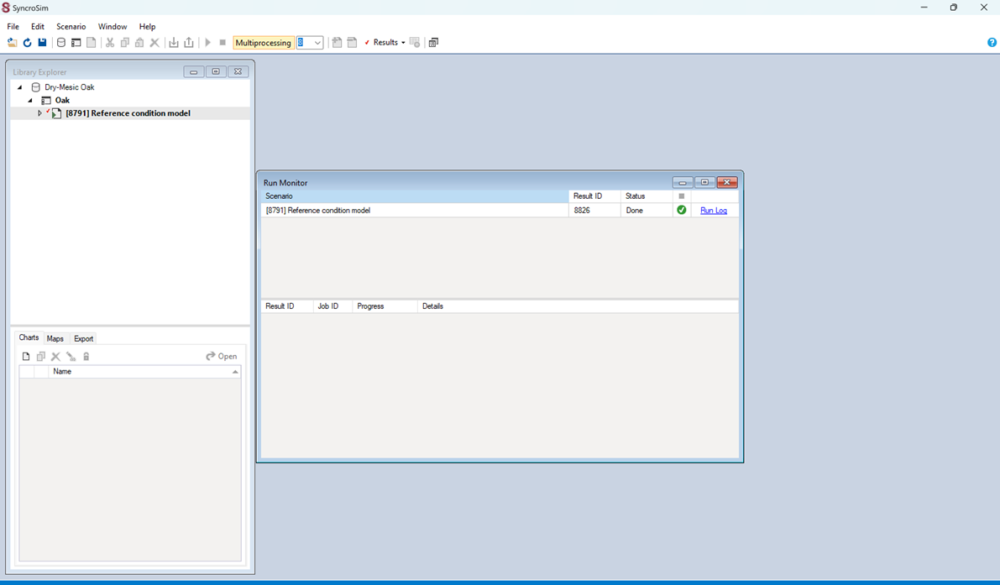 SyncroSim
File Edit Scenario Window Help
Multiprocessing 8 Results
Library Explorer
Dry-Mesic Oak
Oak
[8791] Reference condition model
Run Monitor
Scenario Result ID Status
[8791] Reference condition model 8826 Done Run Log
Result ID Job ID Progress Details
Charts Maps Export
Open
Name